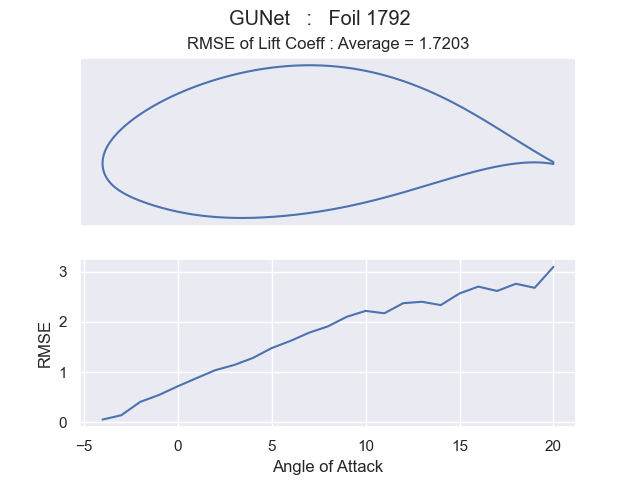 GUNet   :   Foil 1792
RMSE of Lift Coeff : Average = 1.7203
3
2
1
0
RMSE
−5 0 5 10 15 20
Angle of Attack